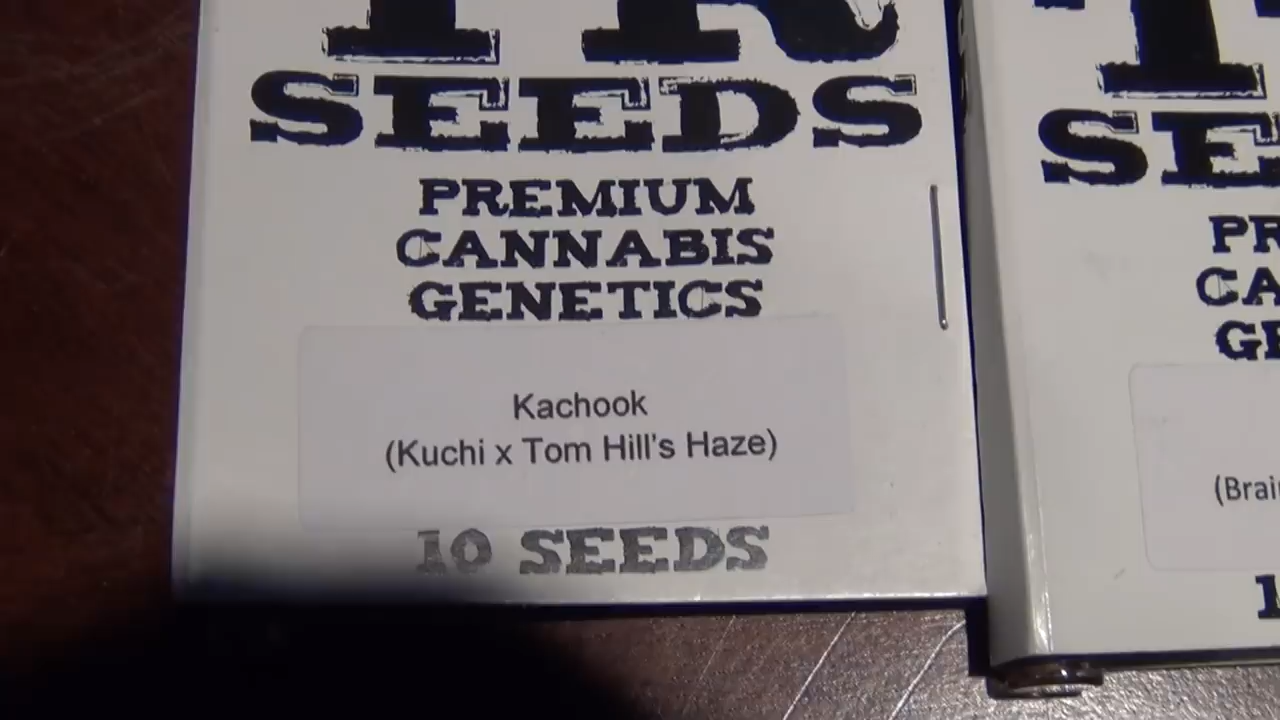 SEEDS
PREMIUM
CANNABIS
GENETICS
Kachook
(Kuchi x Tom Hill's Haze)
10 SEEDS